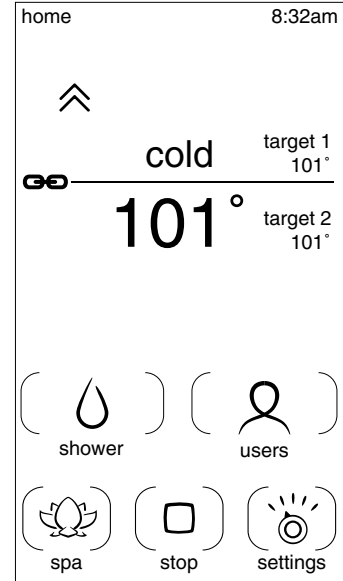 home 8:32am
cold
target 1
101°
101°
target 2
101°
shower users
spa stop settings